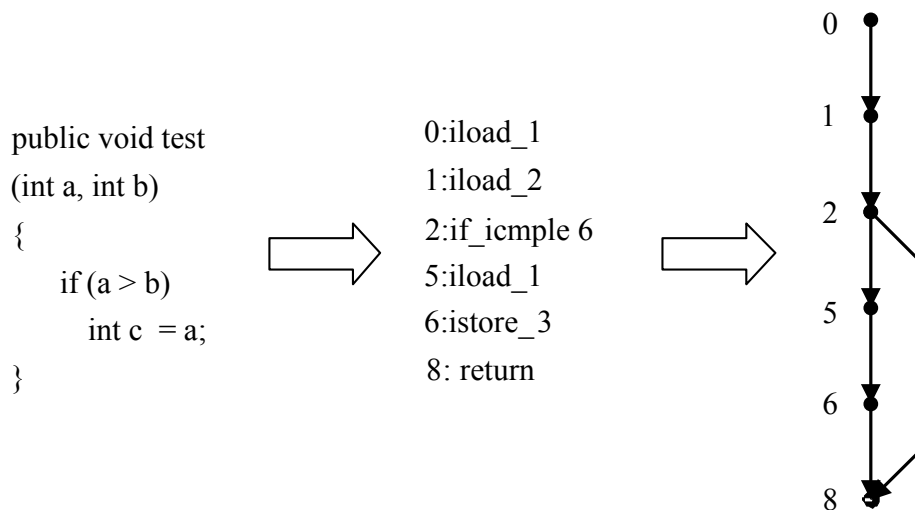 public void test
(int a, int b)
{
if (a > b)
int c = a;
}
0:iload_1
1:iload_2
2:if_icmple 6
5:iload_1
6:istore_3
8: return
0
1
2
5
6
8